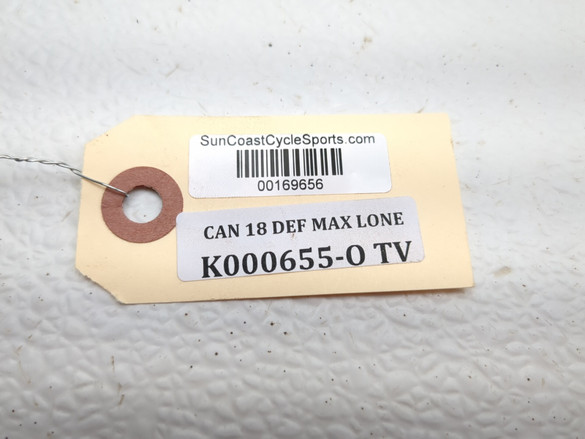 SunCoastCycleSports.com
00169656
CAN 18 DEF MAX LONE
K000655-O TV